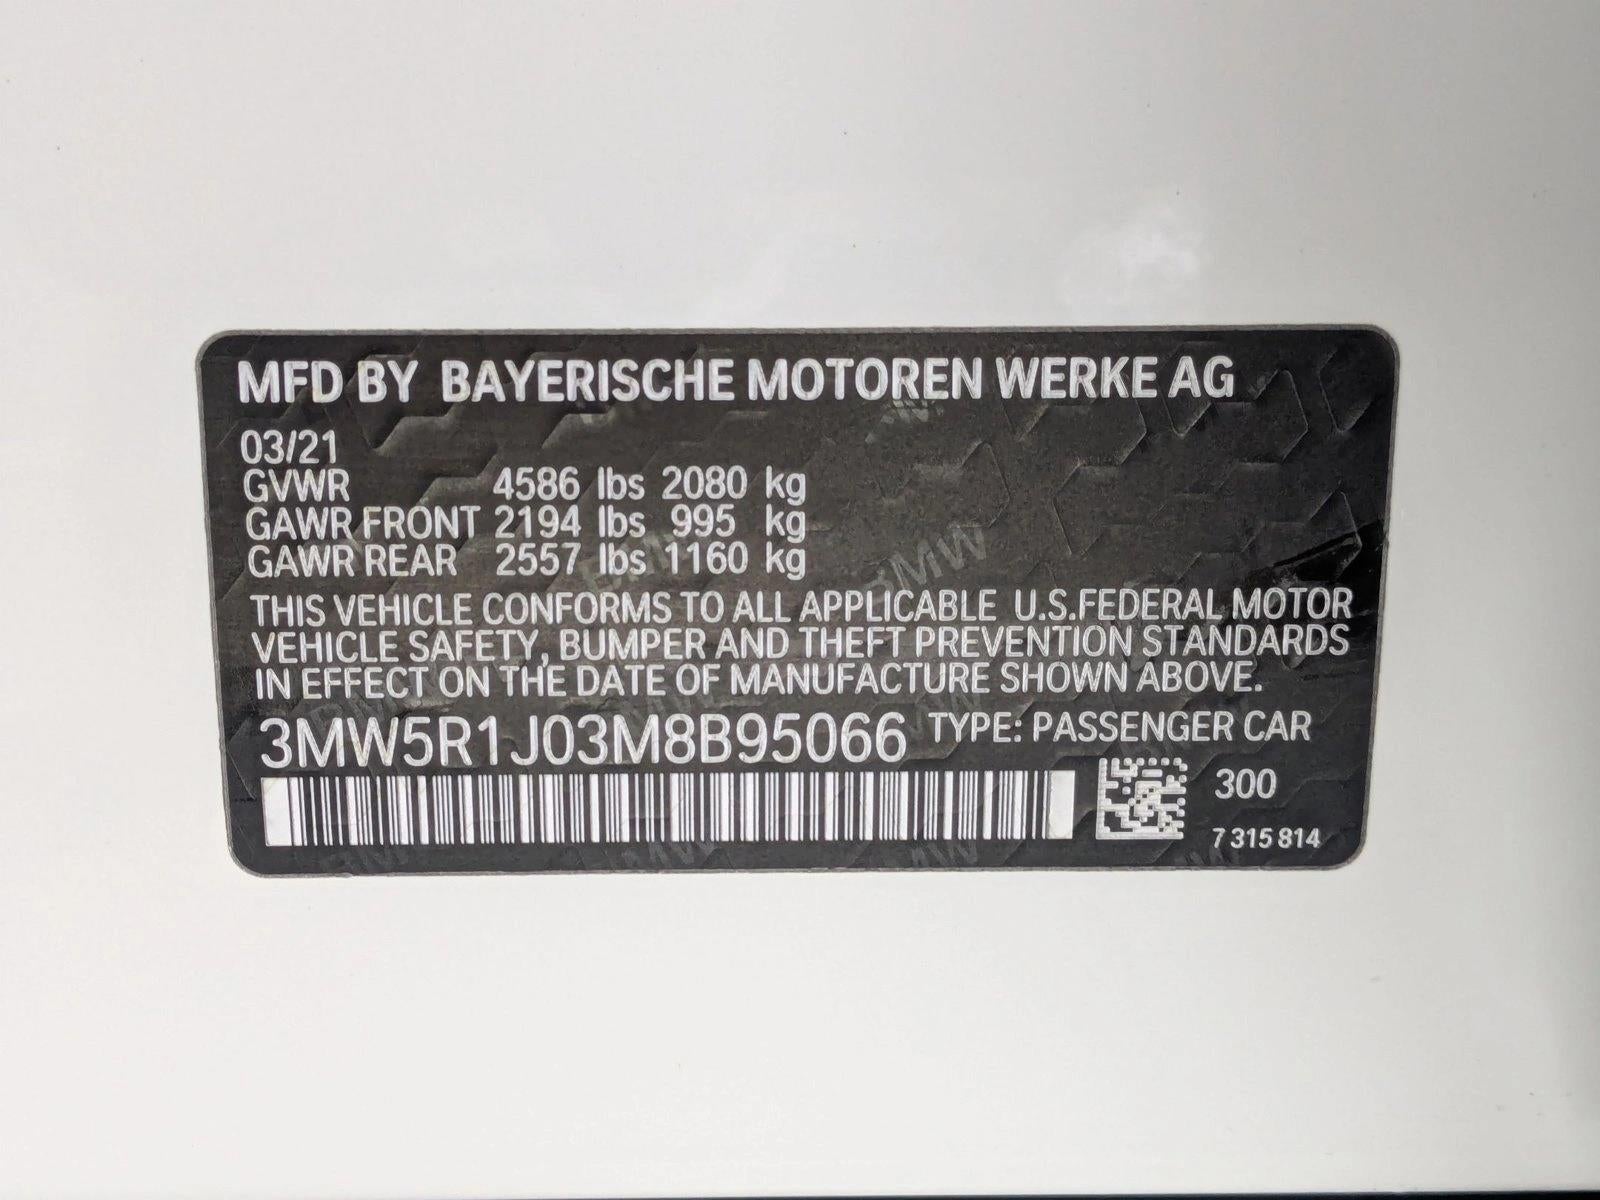 MFD BY BAYERISCHE MOTOREN WERKE AG
03/21
GVWR 4586 lbs 2080 kg
GAWR FRONT 2194 lbs 995 kg
GAWR REAR 2557 lbs 1160 kg
THIS VEHICLE CONFORMS TO ALL APPLICABLE U.S.FEDERAL MOTOR
VEHICLE SAFETY, BUMPER AND THEFT PREVENTION STANDARDS
IN EFFECT ON THE DATE OF MANUFACTURE SHOWN ABOVE.
3MW5R1J03M8B95066 TYPE: PASSENGER CAR
300
7 315 814